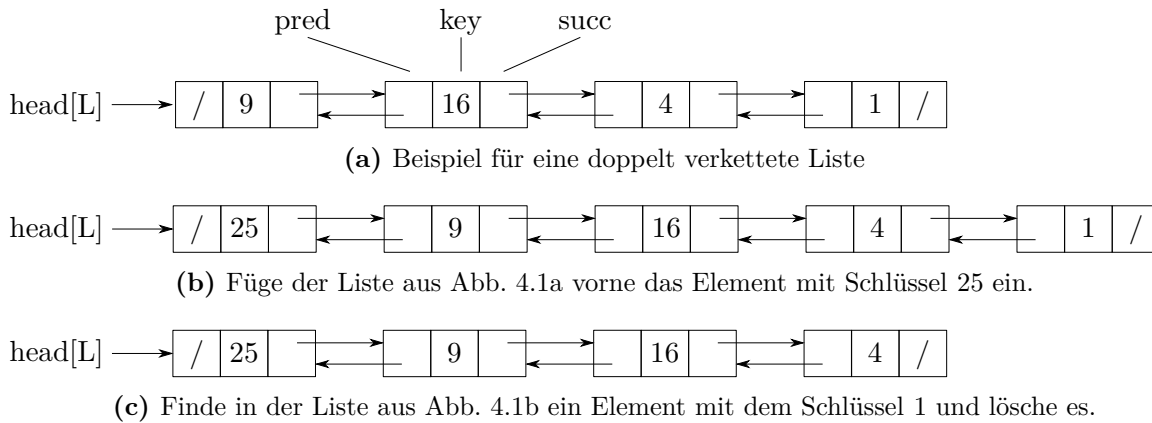 pred key succ
head[L] / 9 16 4 1 /
(a) Beispiel für eine doppelt verkettete Liste
head[L] / 25 9 16 4 1 /
(b) Füge der Liste aus Abb. 4.1a vorne das Element mit Schlüssel 25 ein.
head[L] / 25 9 16 4 /
(c) Finde in der Liste aus Abb. 4.1b ein Element mit dem Schlüssel 1 und lösche es.